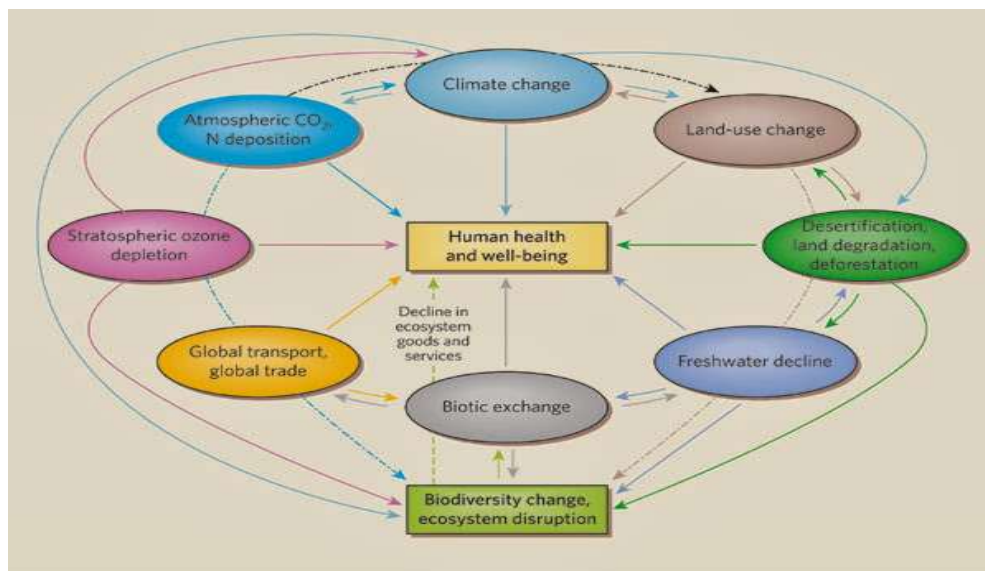 Climate change
Atmospheric CO₂,
N deposition
Land-use change
Stratospheric ozone
depletion
Human health
and well-being
Desertification,
land degradation,
deforestation
Decline in
ecosystem
goods and
services
Global transport,
global trade
Freshwater decline
Biotic exchange
Biodiversity change,
ecosystem disruption